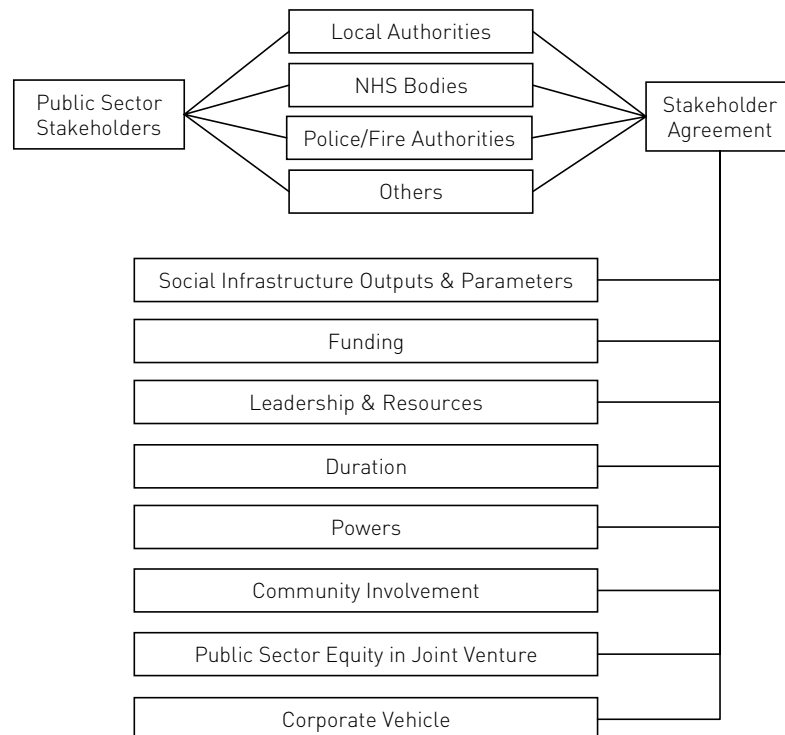 Local Authorities
Public Sector
Stakeholders
NHS Bodies
Stakeholder
Agreement
Police/Fire Authorities
Others
Social Infrastructure Outputs & Parameters
Funding
Leadership & Resources
Duration
Powers
Community Involvement
Public Sector Equity in Joint Venture
Corporate Vehicle